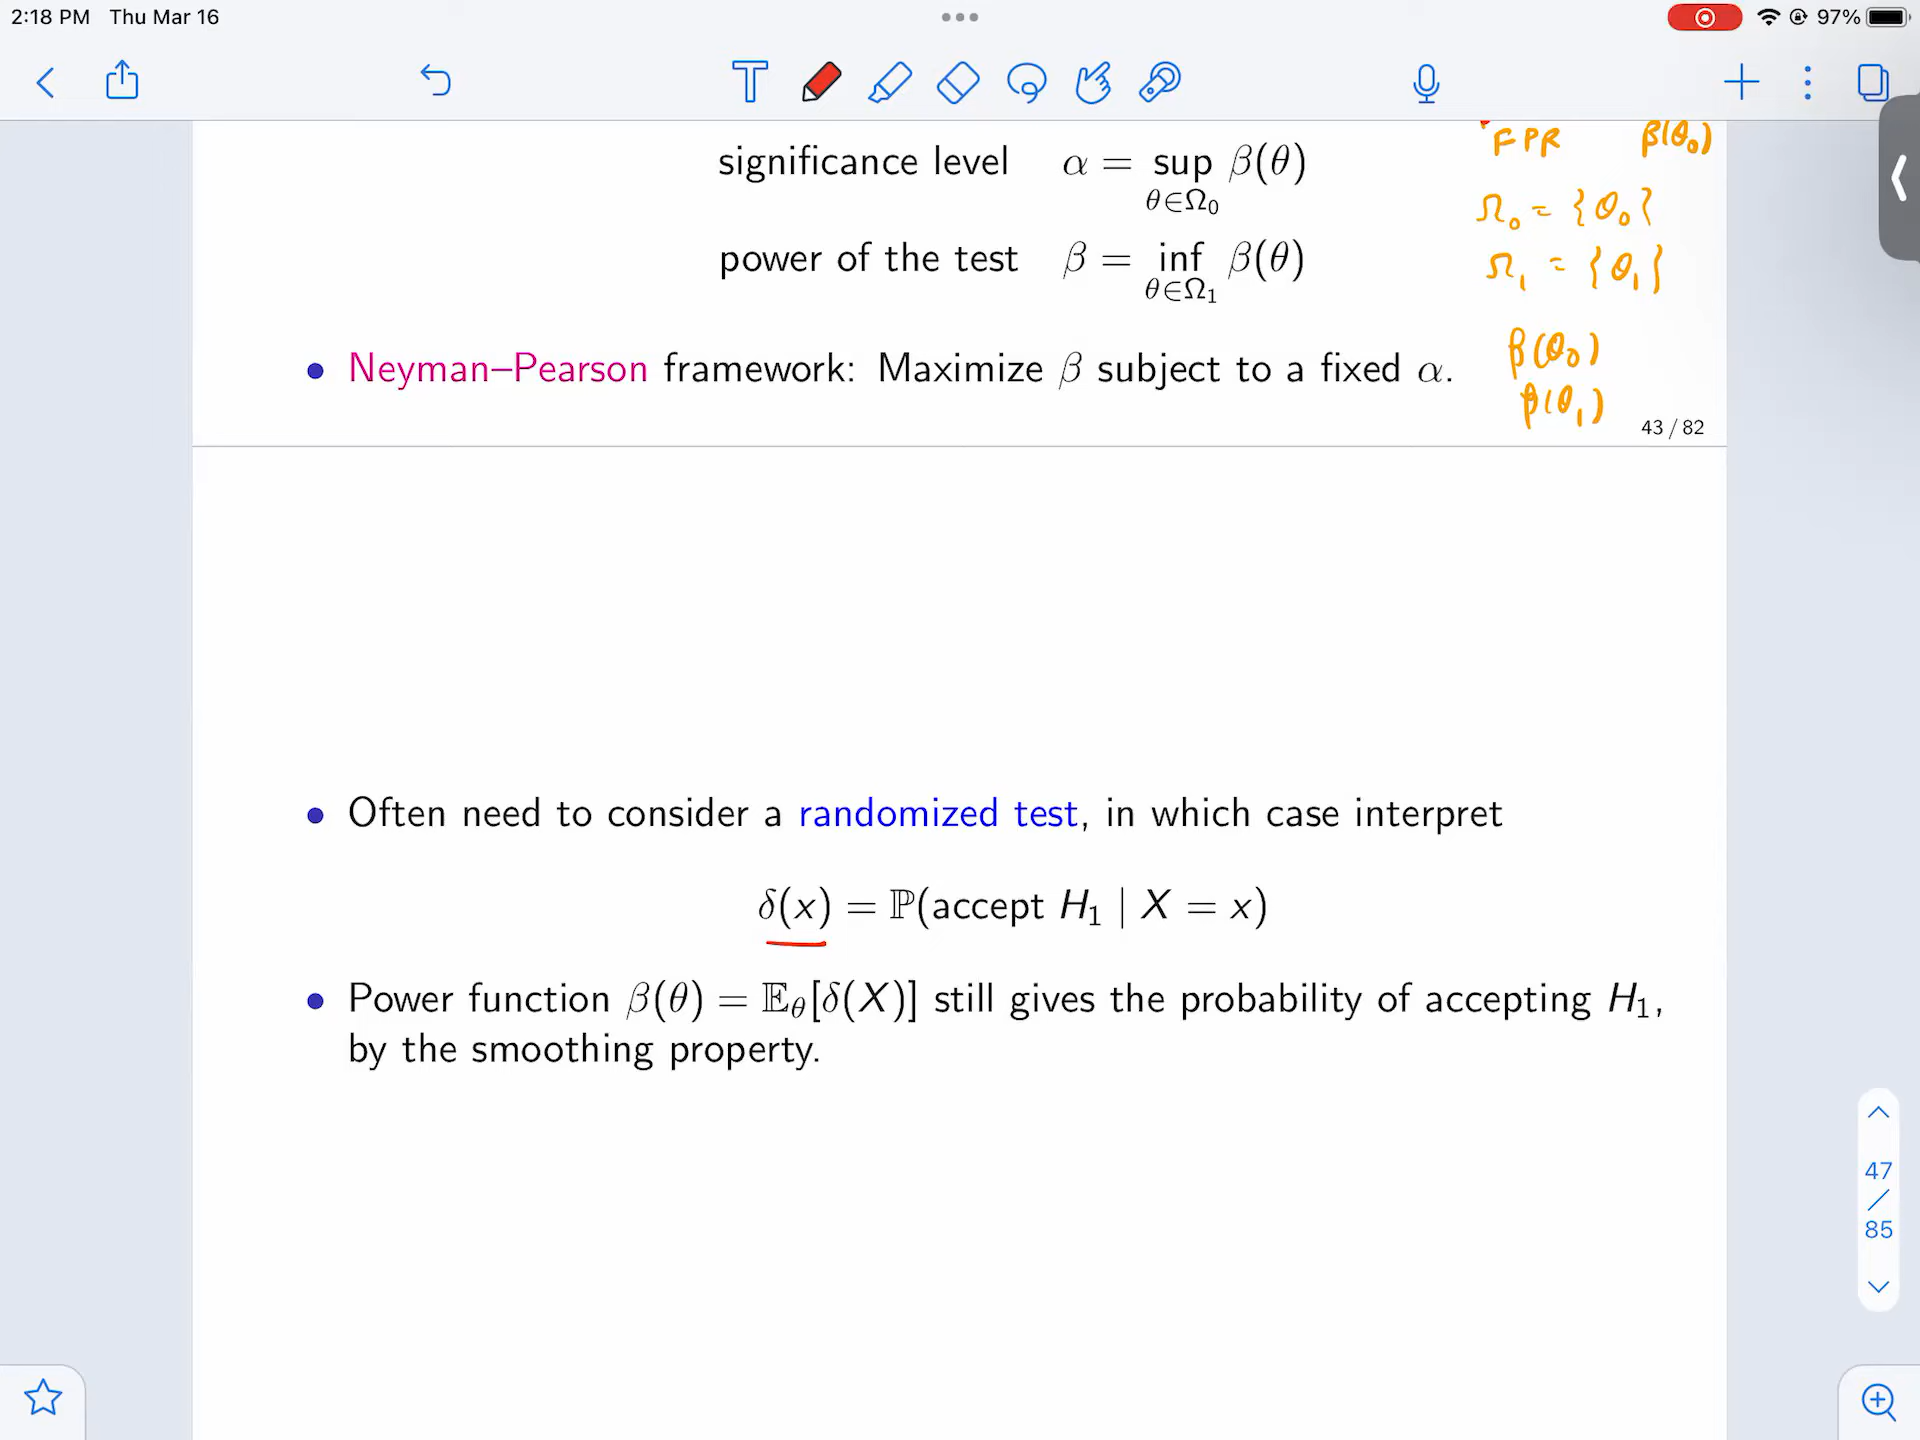 2:18 PM Thu Mar 16
97%
FPR β(θ₀)
significance level α = sup β(θ)
θ∈Ω₀
Ω₀ = {θ₀}
power of the test β = inf β(θ)
θ∈Ω₁
Ω₁ = {θ₁}
• Neyman–Pearson framework: Maximize β subject to a fixed α.
β(θ₀)
β(θ₁)
43 / 82
• Often need to consider a randomized test, in which case interpret
δ(x) = ℙ(accept H₁ | X = x)
• Power function β(θ) = 𝔼_θ[δ(X)] still gives the probability of accepting H₁,
by the smoothing property.
47
/
85